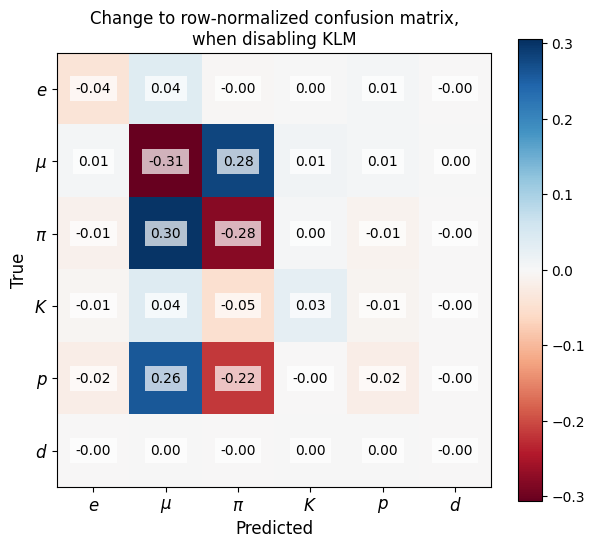 Change to row-normalized confusion matrix,
when disabling KLM
e -0.04 0.04 -0.00 0.00 0.01 -0.00
μ 0.01 -0.31 0.28 0.01 0.01 0.00
π -0.01 0.30 -0.28 0.00 -0.01 -0.00
K -0.01 0.04 -0.05 0.03 -0.01 -0.00
p -0.02 0.26 -0.22 -0.00 -0.02 -0.00
d -0.00 0.00 -0.00 0.00 0.00 -0.00
e μ π K p d
Predicted
True
0.3
0.2
0.1
0.0
−0.1
−0.2
−0.3